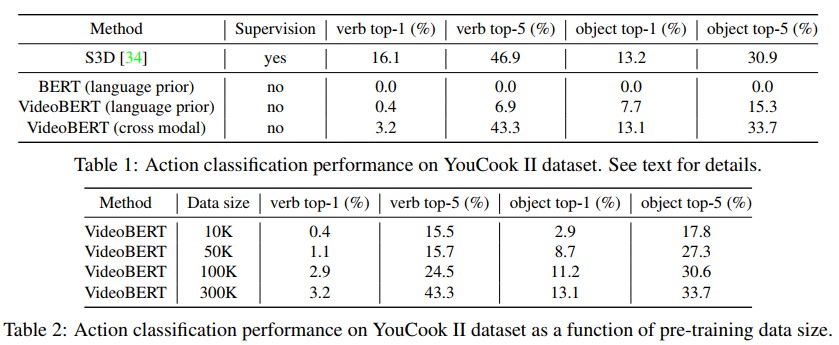 Method Supervision verb top-1 (%) verb top-5 (%) object top-1 (%) object top-5 (%)
S3D [34] yes 16.1 46.9 13.2 30.9
BERT (language prior) no 0.0 0.0 0.0 0.0
VideoBERT (language prior) no 0.4 6.9 7.7 15.3
VideoBERT (cross modal) no 3.2 43.3 13.1 33.7
Table 1: Action classification performance on YouCook II dataset. See text for details.
Method Data size verb top-1 (%) verb top-5 (%) object top-1 (%) object top-5 (%)
VideoBERT 10K 0.4 15.5 2.9 17.8
VideoBERT 50K 1.1 15.7 8.7 27.3
VideoBERT 100K 2.9 24.5 11.2 30.6
VideoBERT 300K 3.2 43.3 13.1 33.7
Table 2: Action classification performance on YouCook II dataset as a function of pre-training data size.